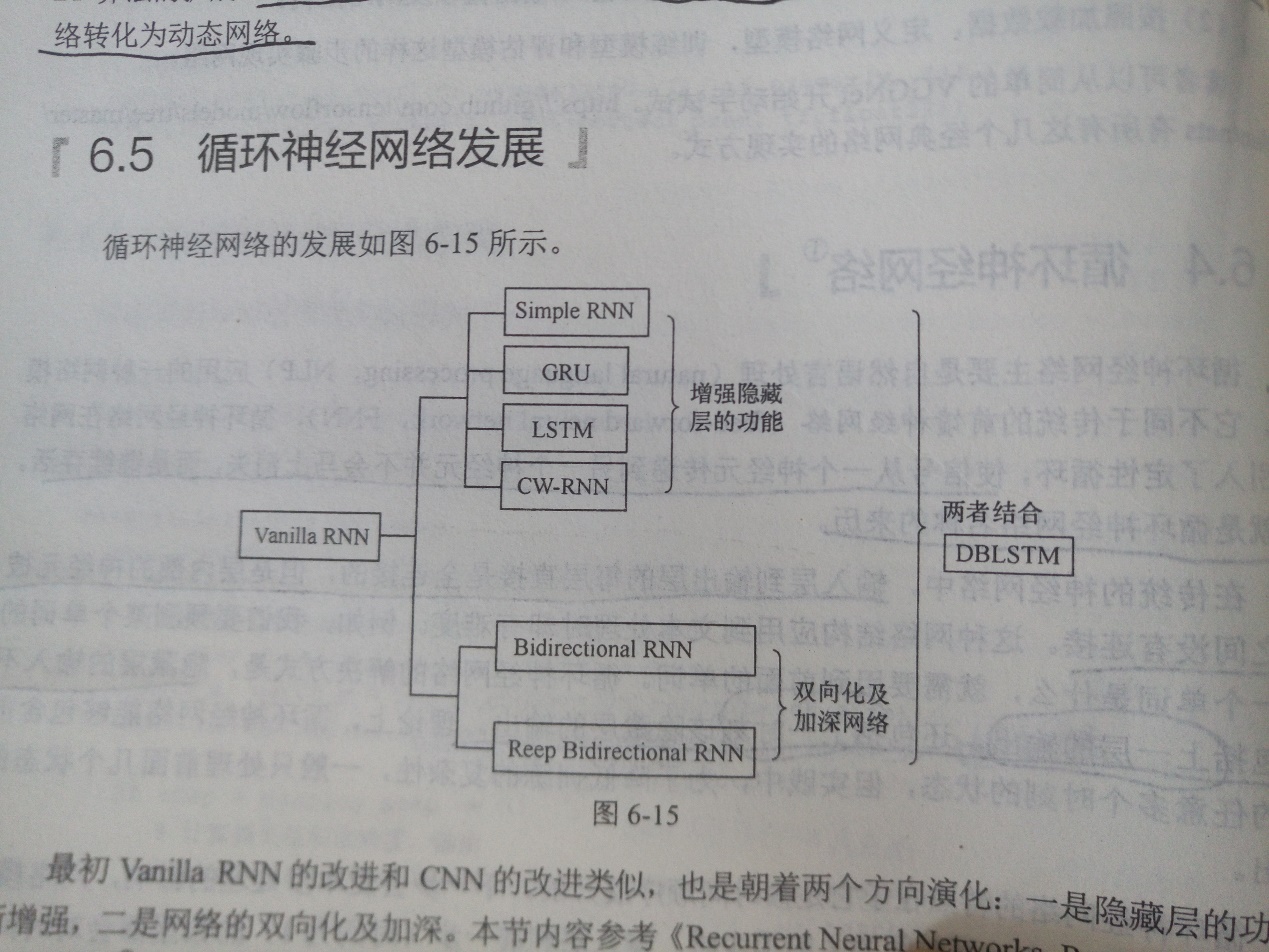 络转化为动态网络。
『 6.5 循环神经网络发展 』
循环神经网络的发展如图 6-15 所示。
Simple RNN
GRU
LSTM
CW-RNN
增强隐藏
层的功能
Vanilla RNN
两者结合
DBLSTM
Bidirectional RNN
Reep Bidirectional RNN
双向化及
加深网络
图 6-15
最初 Vanilla RNN 的改进和 CNN 的改进类似，也是朝着两个方向演化：一是隐藏层的功
增强，二是网络的双向化及加深。本节内容参考《Recurrent Neural Networks